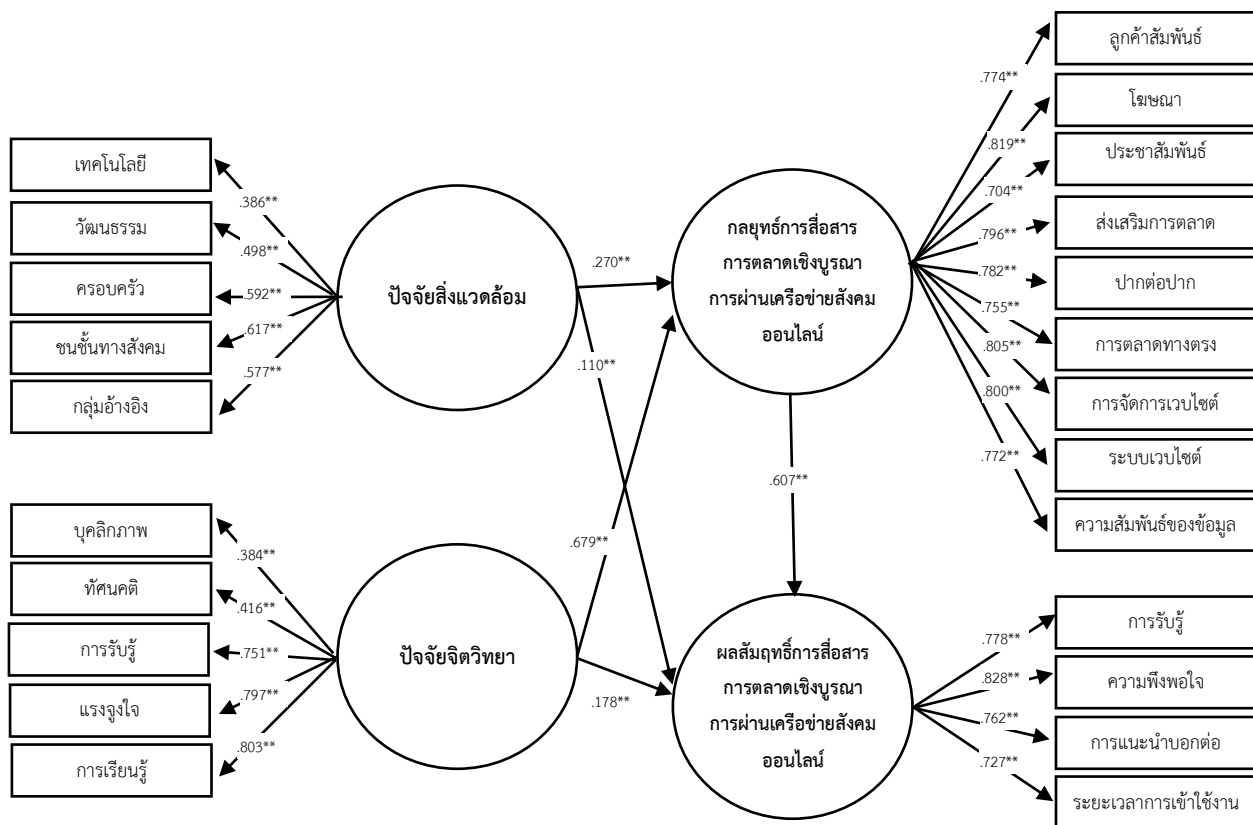 เทคโนโลยี
วัฒนธรรม
ครอบครัว
ชนชั้นทางสังคม
กลุ่มอ้างอิง
.386**
.498**
.592**
.617**
.577**
ปัจจัยสิ่งแวดล้อม
บุคลิกภาพ
ทัศนคติ
การรับรู้
แรงจูงใจ
การเรียนรู้
.384**
.416**
.751**
.797**
.803**
ปัจจัยจิตวิทยา
.270**
.110**
.679**
.178**
กลยุทธ์การสื่อสาร
การตลาดเชิงบูรณา
การผ่านเครือข่ายสังคม
ออนไลน์
.607**
ผลสัมฤทธิ์การสื่อสาร
การตลาดเชิงบูรณา
การผ่านเครือข่ายสังคม
ออนไลน์
.774**
.819**
.704**
.796**
.782**
.755**
.805**
.800**
.772**
ลูกค้าสัมพันธ์
โฆษณา
ประชาสัมพันธ์
ส่งเสริมการตลาด
ปากต่อปาก
การตลาดทางตรง
การจัดการเวบไซต์
ระบบเวบไซต์
ความสัมพันธ์ของข้อมูล
.778**
.828**
.762**
.727**
การรับรู้
ความพึงพอใจ
การแนะนำบอกต่อ
ระยะเวลาการเข้าใช้งาน